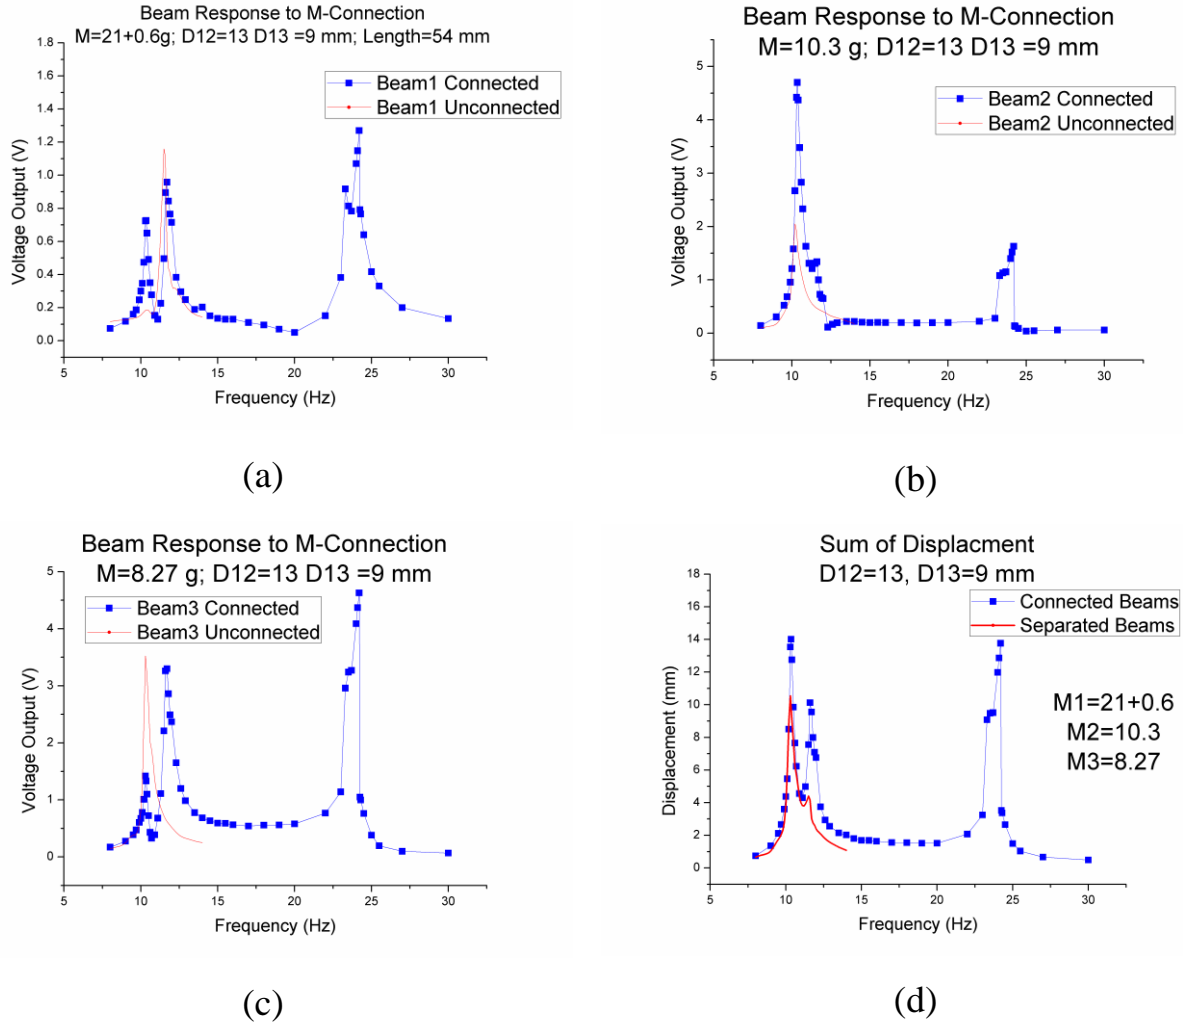 Beam Response to M-Connection
M=21+0.6g; D12=13 D13 =9 mm; Length=54 mm
Beam1 Connected
Beam1 Unconnected
Voltage Output (V)
1.8
1.6
1.4
1.2
1.0
0.8
0.6
0.4
0.2
0.0
5 10 15 20 25 30
Frequency (Hz)
(a)
Beam Response to M-Connection
M=10.3 g; D12=13 D13 =9 mm
Beam2 Connected
Beam2 Unconnected
Voltage Output (V)
5
4
3
2
1
0
5 10 15 20 25 30
Frequency (Hz)
(b)
Beam Response to M-Connection
M=8.27 g; D12=13 D13 =9 mm
Beam3 Connected
Beam3 Unconnected
Voltage Output (V)
5
4
3
2
1
0
5 10 15 20 25 30
Frequency (Hz)
(c)
Sum of Displacment
D12=13, D13=9 mm
Connected Beams
Separated Beams
M1=21+0.6
M2=10.3
M3=8.27
Displacement (mm)
18
16
14
12
10
8
6
4
2
0
5 10 15 20 25 30
Frequency (Hz)
(d)